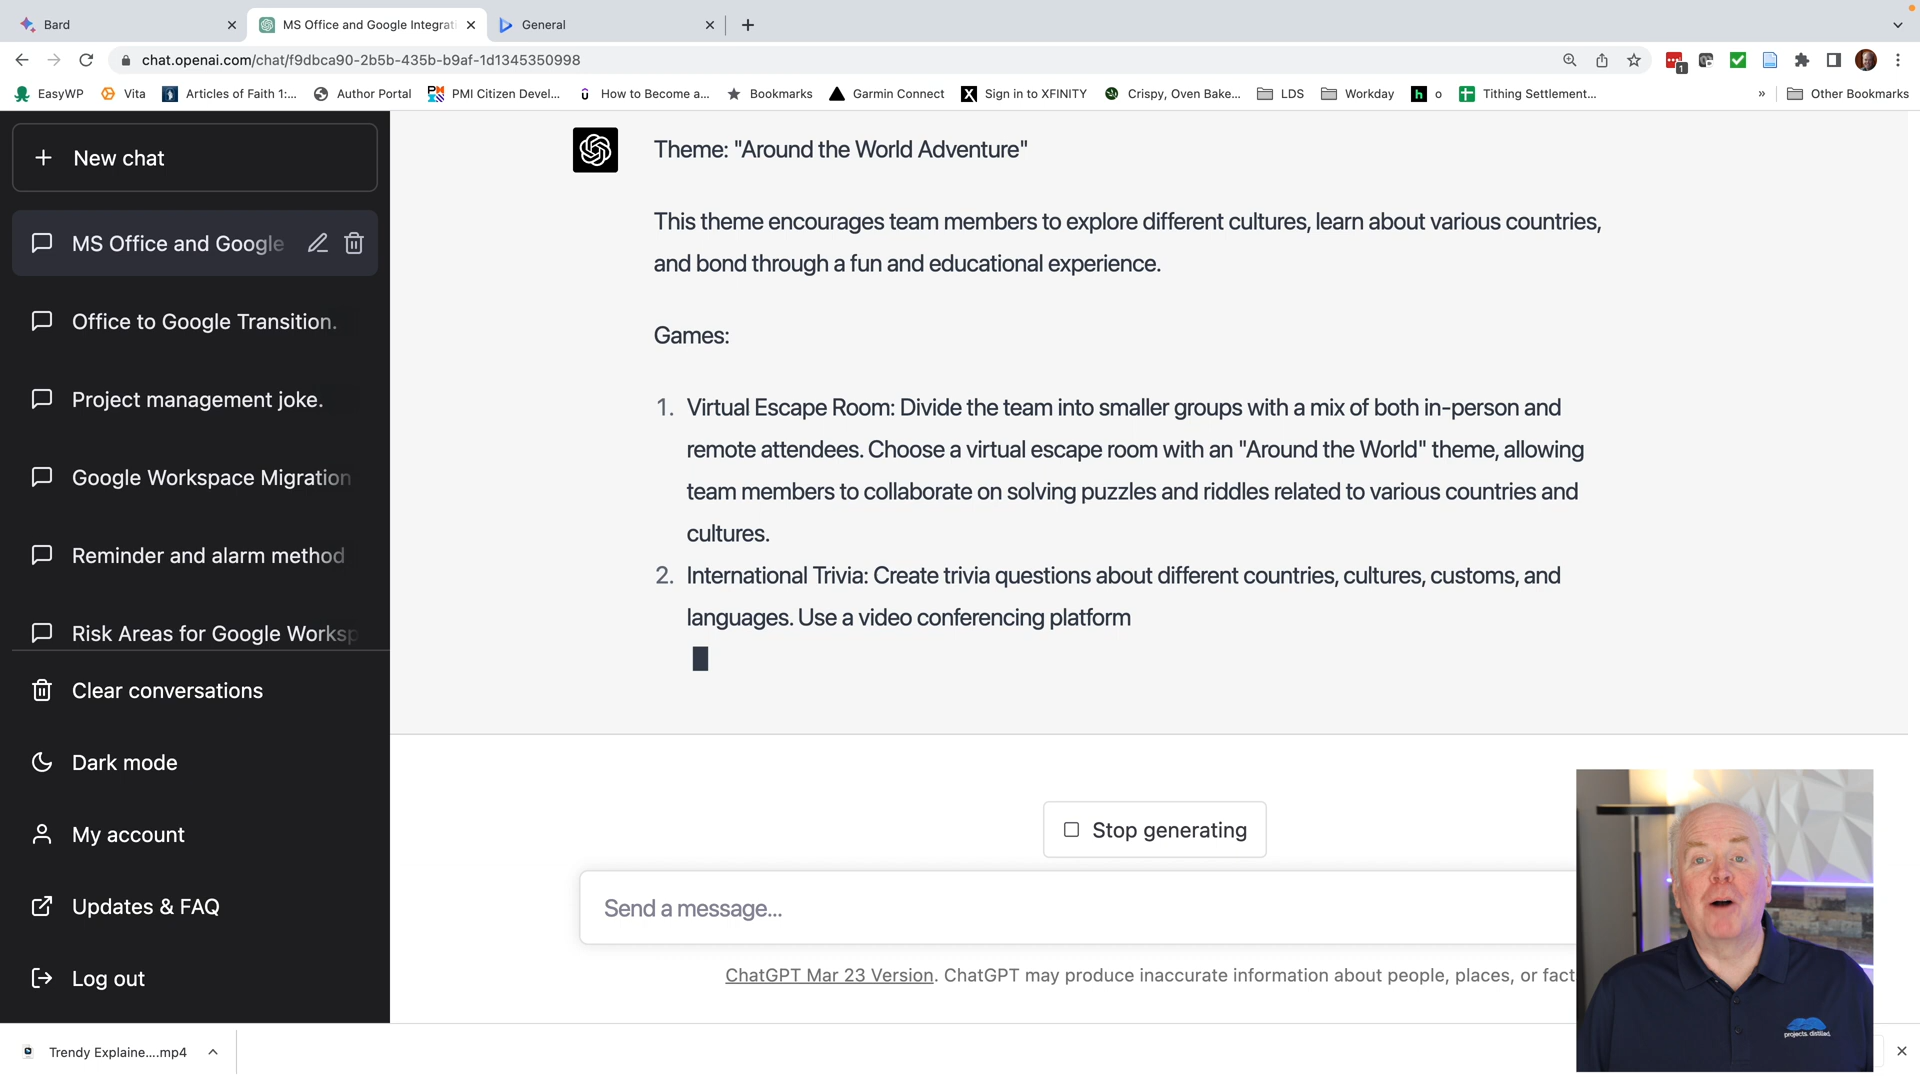 Bard
MS Office and Google Integrati
General
chat.openai.com/chat/f9dbca90-2b5b-435b-b9af-1d1345350998
1
EasyWP
Vita
Articles of Faith 1:...
Author Portal
PMI Citizen Devel...
How to Become a...
Bookmarks
Garmin Connect
Sign in to XFINITY
Crispy, Oven Bake...
LDS
Workday
h
o
Tithing Settlement...
»
Other Bookmarks
New chat
MS Office and Google
Office to Google Transition.
Project management joke.
Google Workspace Migration
Reminder and alarm method
Risk Areas for Google Worksp
Clear conversations
Dark mode
My account
Updates & FAQ
Log out
Theme: "Around the World Adventure"
This theme encourages team members to explore different cultures, learn about various countries,
and bond through a fun and educational experience.
Games:
1. Virtual Escape Room: Divide the team into smaller groups with a mix of both in-person and
remote attendees. Choose a virtual escape room with an "Around the World" theme, allowing
team members to collaborate on solving puzzles and riddles related to various countries and
cultures.
2. International Trivia: Create trivia questions about different countries, cultures, customs, and
languages. Use a video conferencing platform
Stop generating
Send a message...
ChatGPT Mar 23 Version. ChatGPT may produce inaccurate information about people, places, or fact
projects. distilled.
Trendy Explaine....mp4